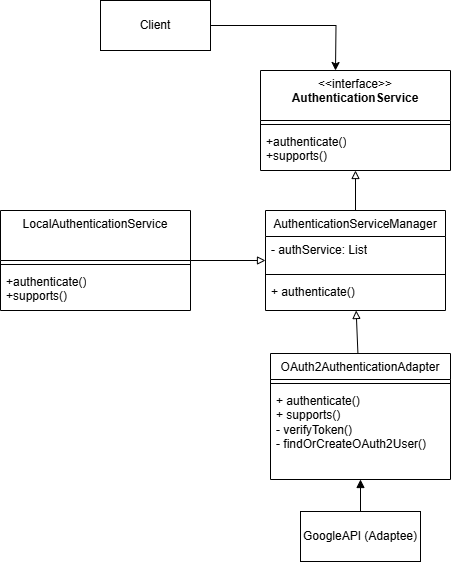 Client
<<interface>>
AuthenticationService
+authenticate()
+supports()
LocalAuthenticationService
+authenticate()
+supports()
AuthenticationServiceManager
- authService: List
+ authenticate()
OAuth2AuthenticationAdapter
+ authenticate()
+ supports()
- verifyToken()
- findOrCreateOAuth2User()
GoogleAPI (Adaptee)